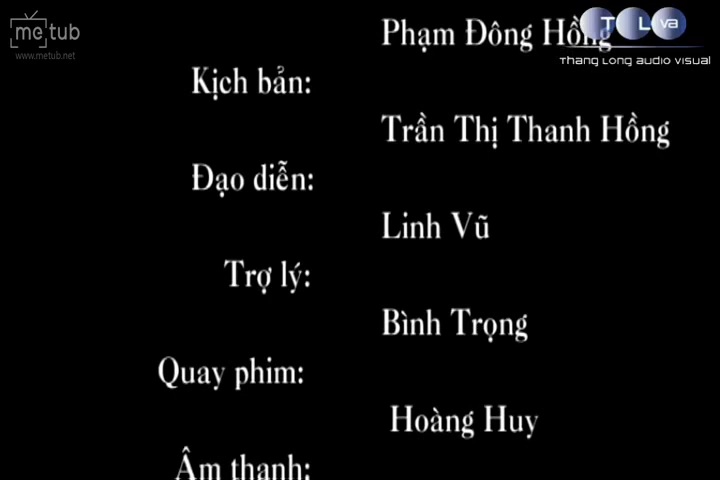 me tub
www.metub.net
TLva
THANG LONG AUDIO VISUAL
Phạm Đông Hồng
Kịch bản:
Trần Thị Thanh Hồng
Đạo diễn:
Linh Vũ
Trợ lý:
Bình Trọng
Quay phim:
Hoàng Huy
Âm thanh: